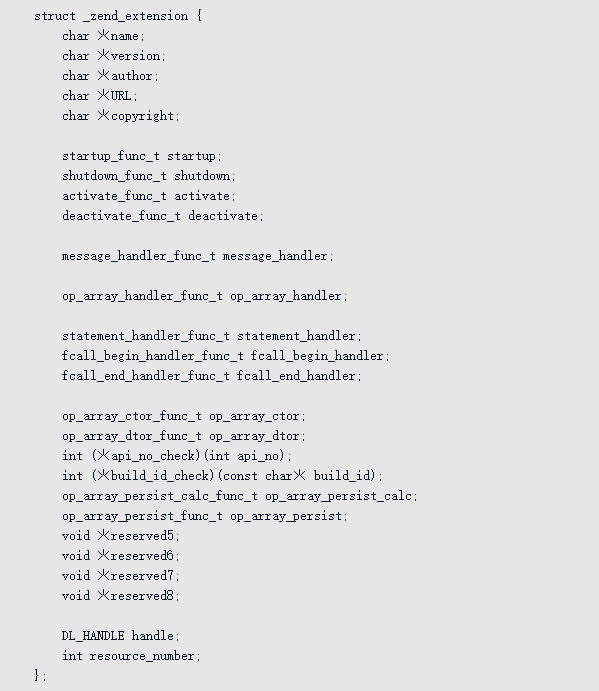 struct _zend_extension {
char *name;
char *version;
char *author;
char *URL;
char *copyright;
startup_func_t startup;
shutdown_func_t shutdown;
activate_func_t activate;
deactivate_func_t deactivate;
message_handler_func_t message_handler;
op_array_handler_func_t op_array_handler;
statement_handler_func_t statement_handler;
fcall_begin_handler_func_t fcall_begin_handler;
fcall_end_handler_func_t fcall_end_handler;
op_array_ctor_func_t op_array_ctor;
op_array_dtor_func_t op_array_dtor;
int (*api_no_check)(int api_no);
int (*build_id_check)(const char* build_id);
op_array_persist_calc_func_t op_array_persist_calc;
op_array_persist_func_t op_array_persist;
void *reserved5;
void *reserved6;
void *reserved7;
void *reserved8;
DL_HANDLE handle;
int resource_number;
};